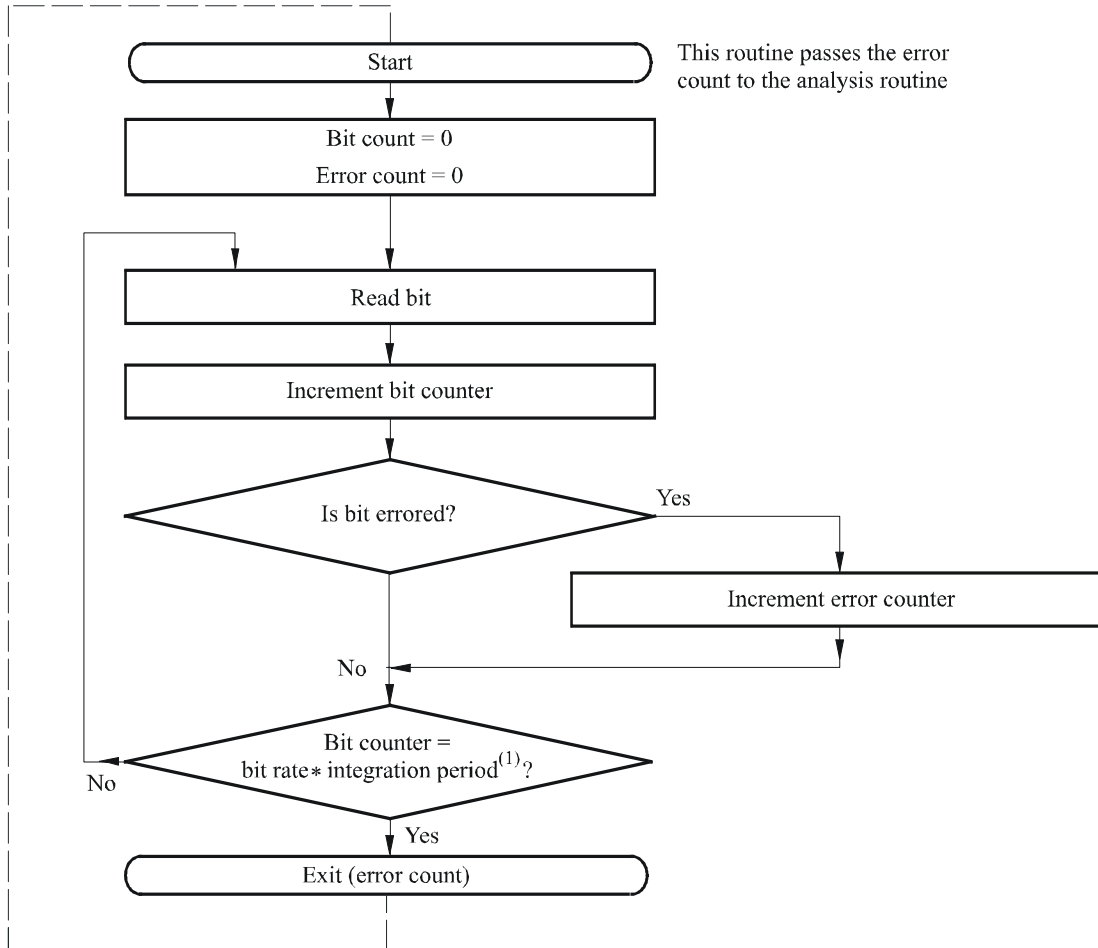 Start
This routine passes the error
count to the analysis routine
Bit count = 0
Error count = 0
Read bit
Increment bit counter
Is bit errored?
Yes
Increment error counter
No
Bit counter =
bit rate* integration period(1)?
No
Yes
Exit (error count)